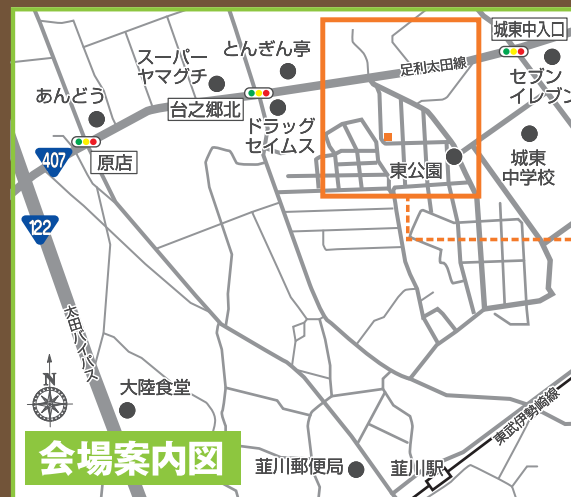 城東中入口
とんぎん亭
スーパー
ヤマグチ
足利太田線
セブン
イレブン
あんどう
台之郷北
ドラッグ
セイムス
407
原店
東公園
城東
中学校
122
太田バイパス
N
大陸食堂
東武伊勢崎線
会場案内図
韮川郵便局
韮川駅